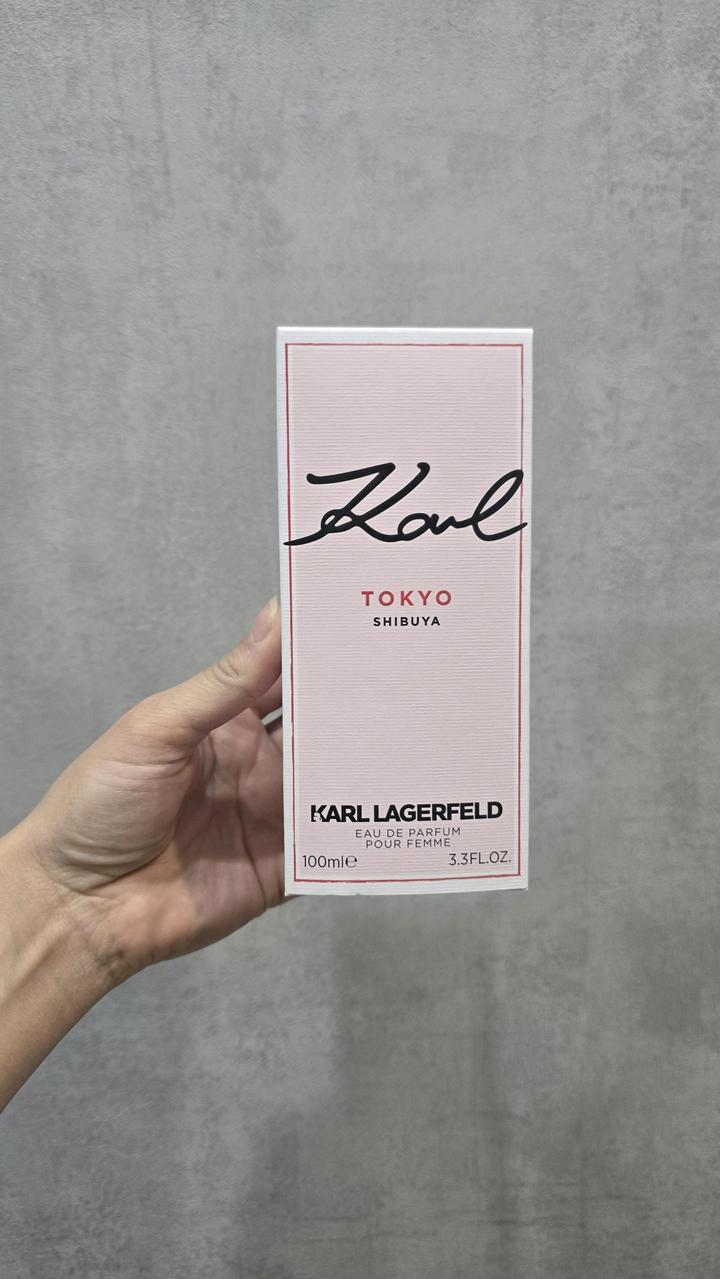 Karl
TOKYO
SHIBUYA
KARL LAGERFELD
EAU DE PARFUM
POUR FEMME
100ml℮ 3.3FL.OZ.